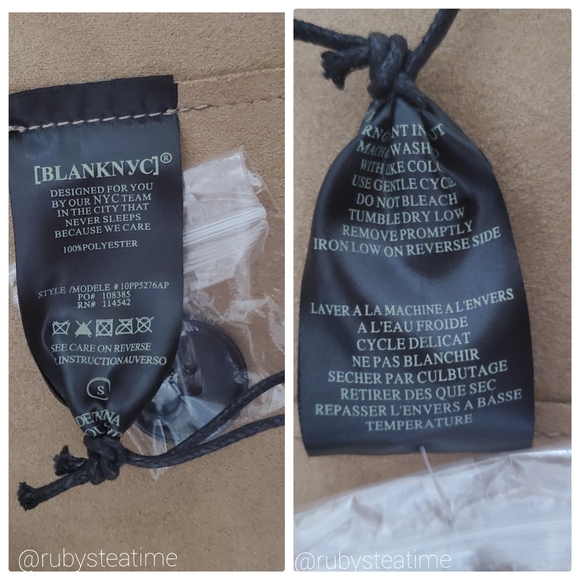 [BLANKNYC]®
DESIGNED FOR YOU
BY OUR NYC TEAM
IN THE CITY THAT
NEVER SLEEPS
BECAUSE WE CARE
100%POLYESTER
STYLE /MODELE #10PP5276AP
PO# 108385
RN# 114542
SEE CARE ON REVERSE
INSTRUCTION AU VERSO
S
@rubysteatime
WASH
USE GENTLE
DO NOT BLEACH
TUMBLE DRY LOW
REMOVE PROMPTLY
IRON LOW ON REVERSE SIDE
LAVER A LA MACHINE A L'ENVERS
A L'EAU FROIDE
CYCLE DELICAT
NE PAS BLANCHIR
SECHER PAR CULBUTAGE
RETIRER DES QUE SEC
REPASSER L'ENVERS A BASSE
TEMPERATURE
@rubysteatime